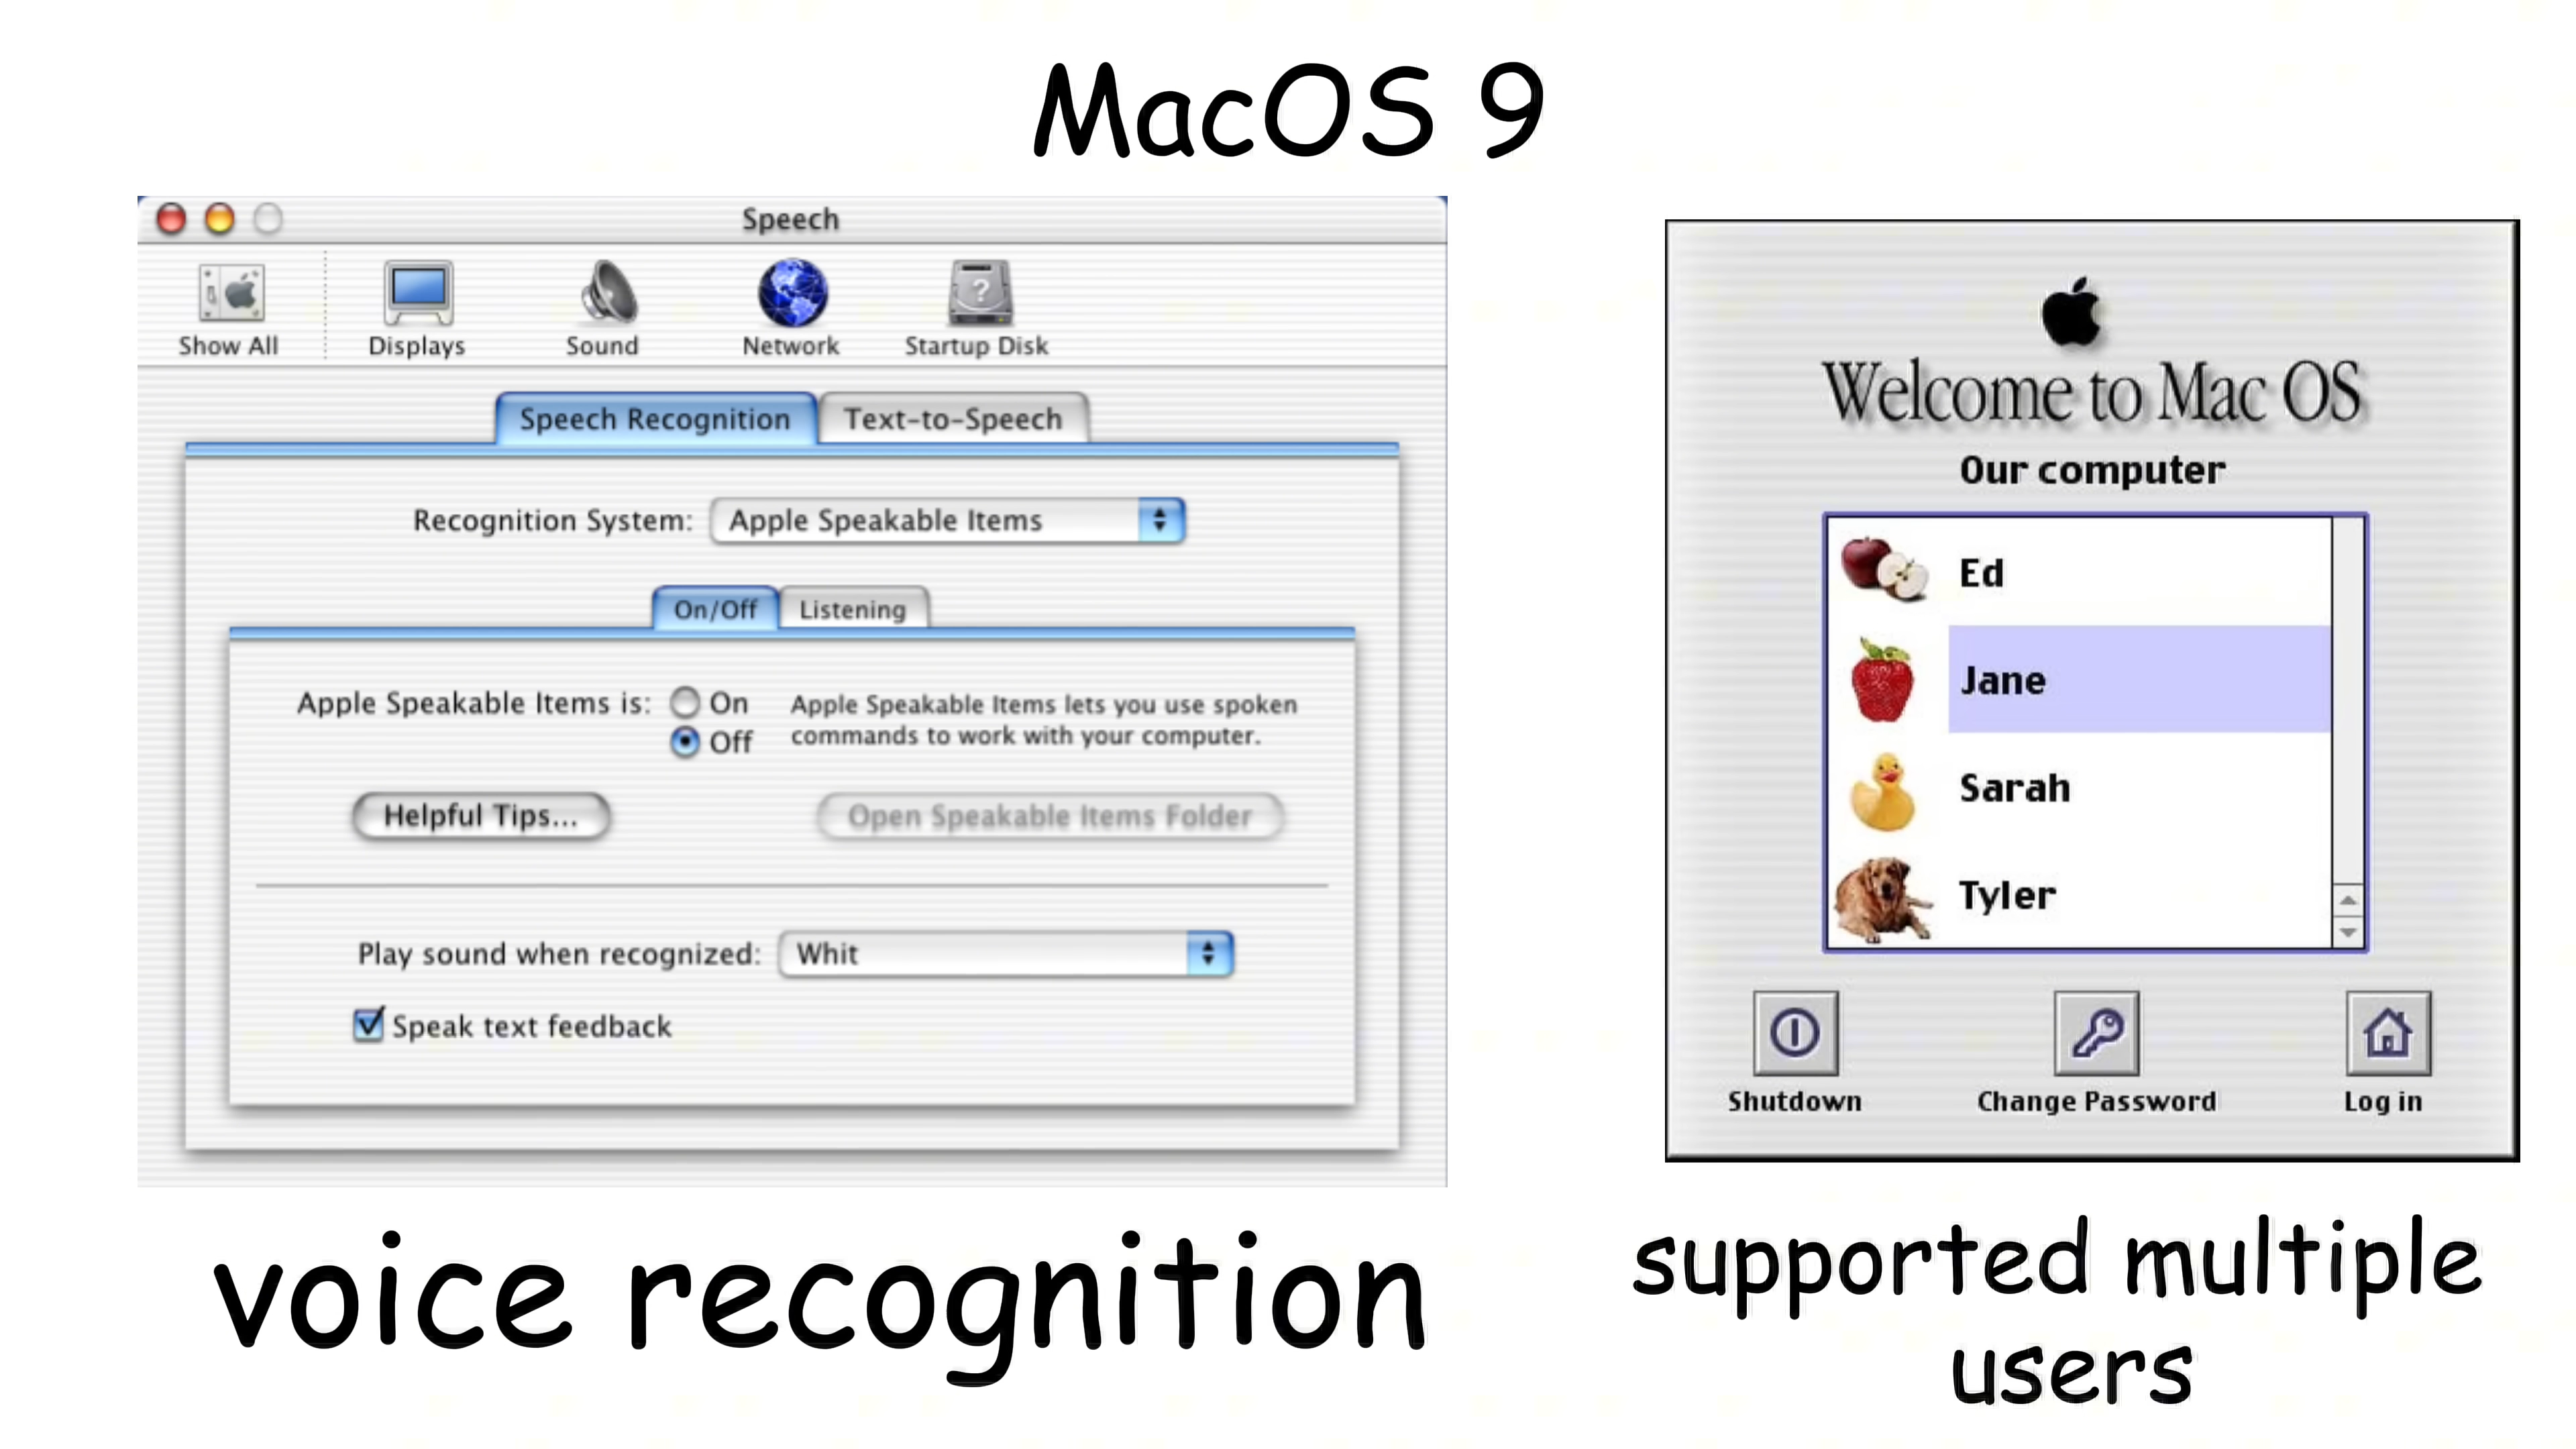 MacOS 9
Speech
Show All
Displays
Sound
Network
Startup Disk
Speech Recognition
Text-to-Speech
Recognition System: Apple Speakable Items
On/Off
Listening
Apple Speakable Items is: On
Off
Apple Speakable Items lets you use spoken
commands to work with your computer.
Helpful Tips...
Open Speakable Items Folder
Play sound when recognized: Whit
Speak text feedback
voice recognition
Welcome to Mac OS
Our computer
Ed
Jane
Sarah
Tyler
Shutdown
Change Password
Log in
supported multiple
users